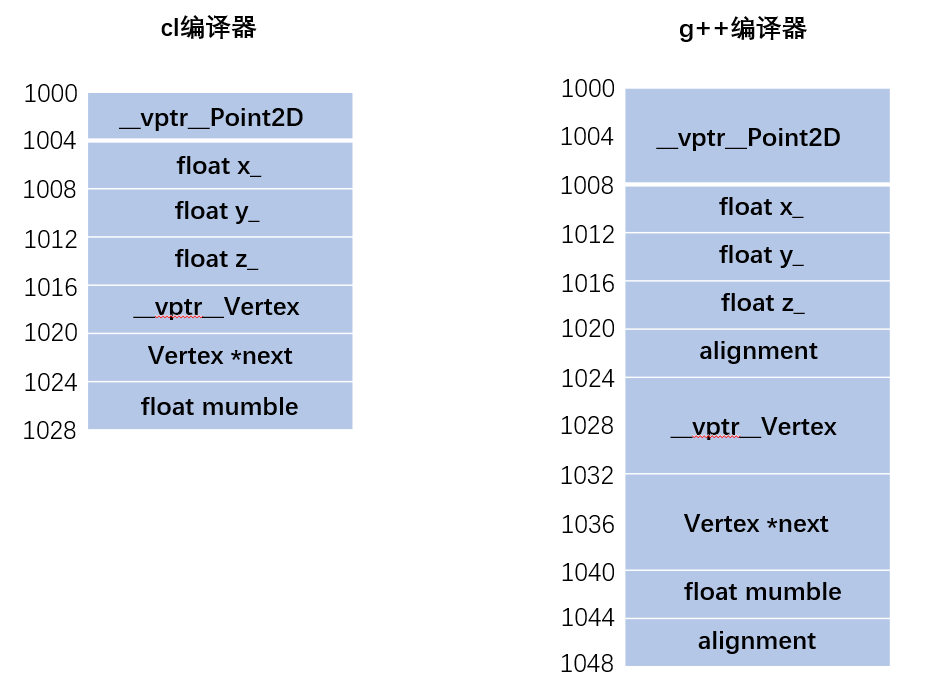 cl编译器
1000
__vptr__Point2D
1004
float x_
1008
float y_
1012
float z_
1016
__vptr__Vertex
1020
Vertex *next
1024
float mumble
1028
g++编译器
1000
1004
__vptr__Point2D
1008
float x_
1012
float y_
1016
float z_
1020
alignment
1024
1028
__vptr__Vertex
1032
1036
Vertex *next
1040
float mumble
1044
alignment
1048